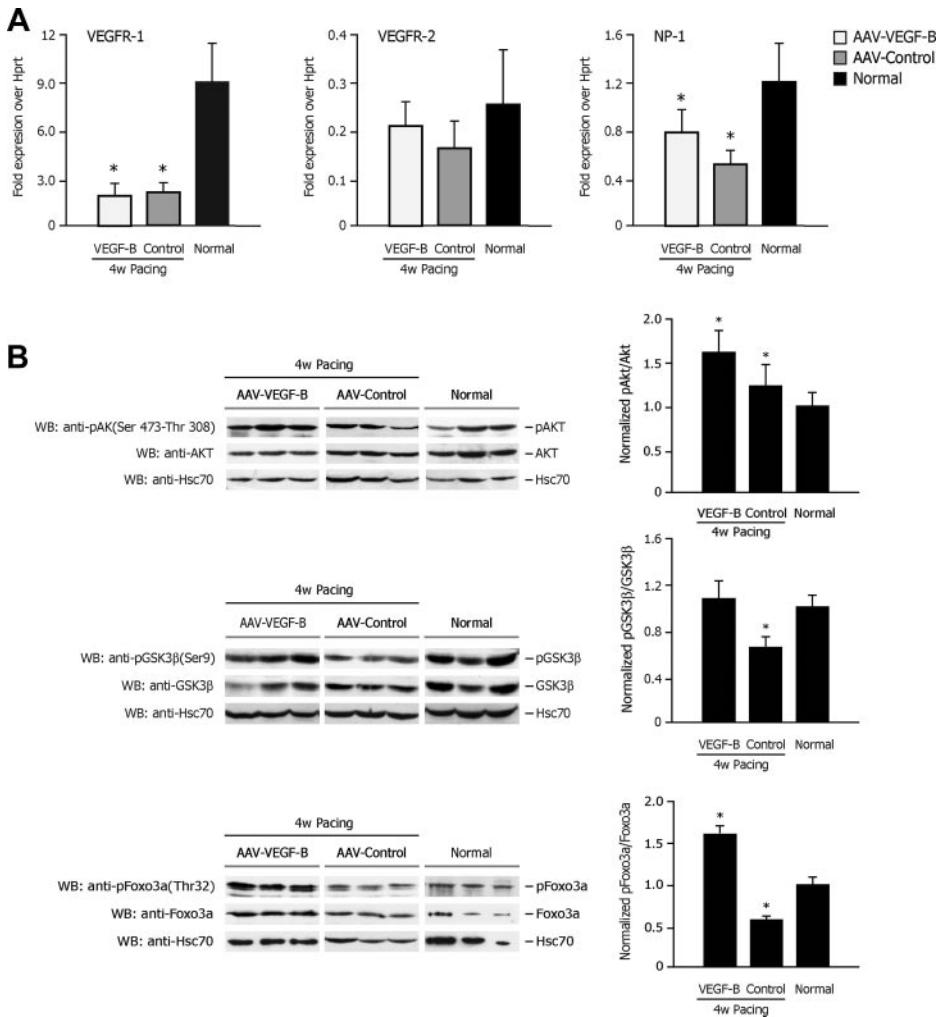 A
VEGFR-1
Fold expresion over Hprt
12
9.0
6.0
3.0
0
*
*
VEGF-B Control Normal
4w Pacing
VEGFR-2
Fold expresion over Hprt
0.4
0.3
0.2
0.1
0
VEGF-B Control Normal
4w Pacing
NP-1
Fold expresion over Hprt
1.6
1.2
0.8
0.4
0
*
*
VEGF-B Control Normal
4w Pacing
AAV-VEGF-B
AAV-Control
Normal
B
4w Pacing
AAV-VEGF-B AAV-Control Normal
WB: anti-pAK(Ser 473-Thr 308) pAKT
WB: anti-AKT AKT
WB: anti-Hsc70 Hsc70
Normalized pAkt/Akt
2.0
1.5
1.0
0.5
0
*
*
VEGF-B Control Normal
4w Pacing
4w Pacing
AAV-VEGF-B AAV-Control Normal
WB: anti-pGSK3β(Ser9) pGSK3β
WB: anti-GSK3β GSK3β
WB: anti-Hsc70 Hsc70
Normalized pGSK3β/GSK3β
1.6
1.2
0.8
0.4
0
*
VEGF-B Control Normal
4w Pacing
4w Pacing
AAV-VEGF-B AAV-Control Normal
WB: anti-pFoxo3a(Thr32) pFoxo3a
WB: anti-Foxo3a Foxo3a
WB: anti-Hsc70 Hsc70
Normalized pFoxo3a/Foxo3a
2.0
1.5
1.0
0.5
0
*
*
VEGF-B Control Normal
4w Pacing